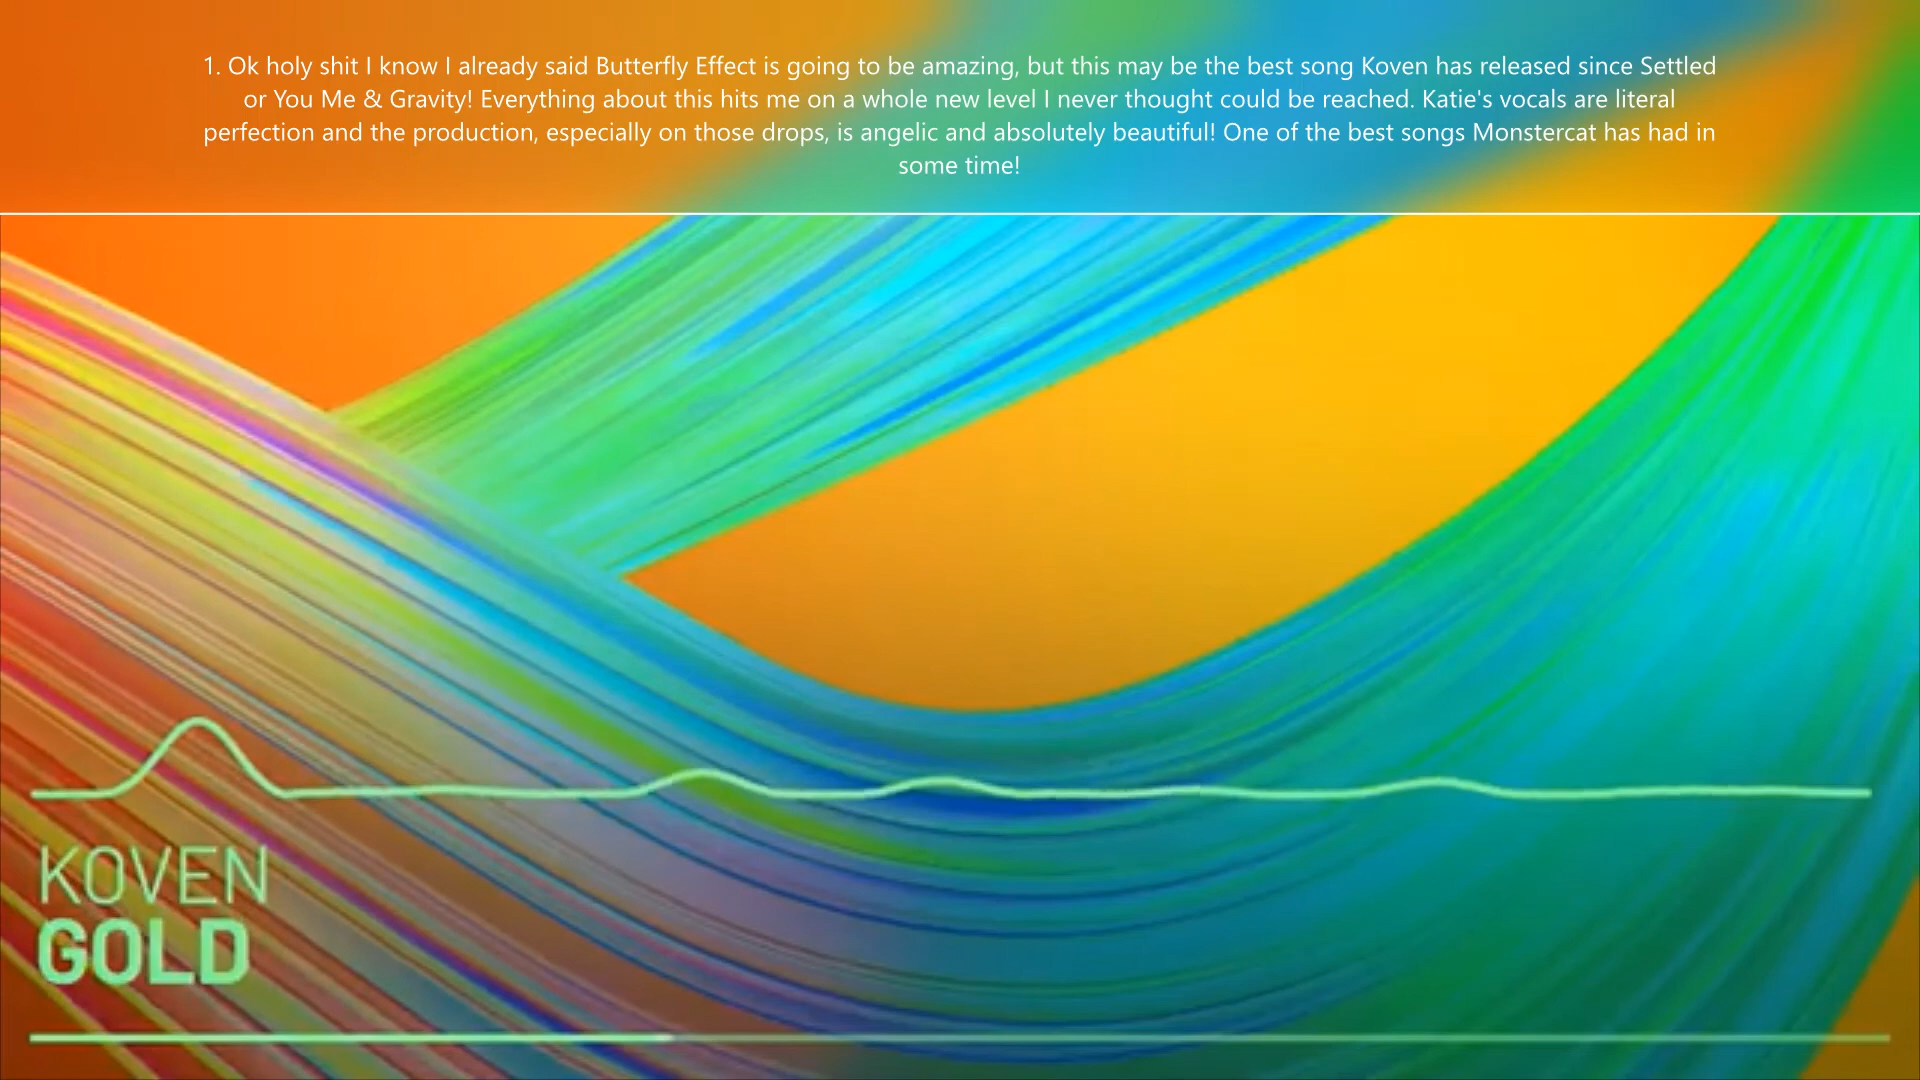 1. Ok holy shit I know I already said Butterfly Effect is going to be amazing, but this may be the best song Koven has released since Settled
or You Me & Gravity! Everything about this hits me on a whole new level I never thought could be reached. Katie's vocals are literal
perfection and the production, especially on those drops, is angelic and absolutely beautiful! One of the best songs Monstercat has had in
some time!
KOVEN
GOLD